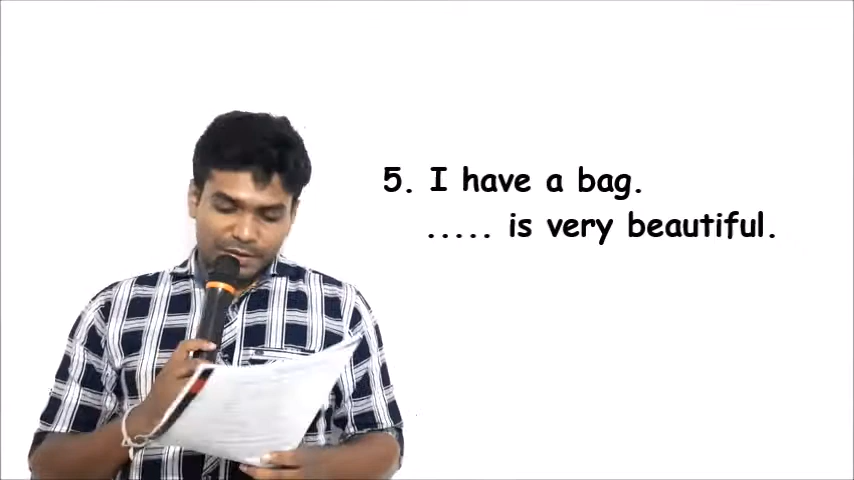 5. I have a bag.
..... is very beautiful.